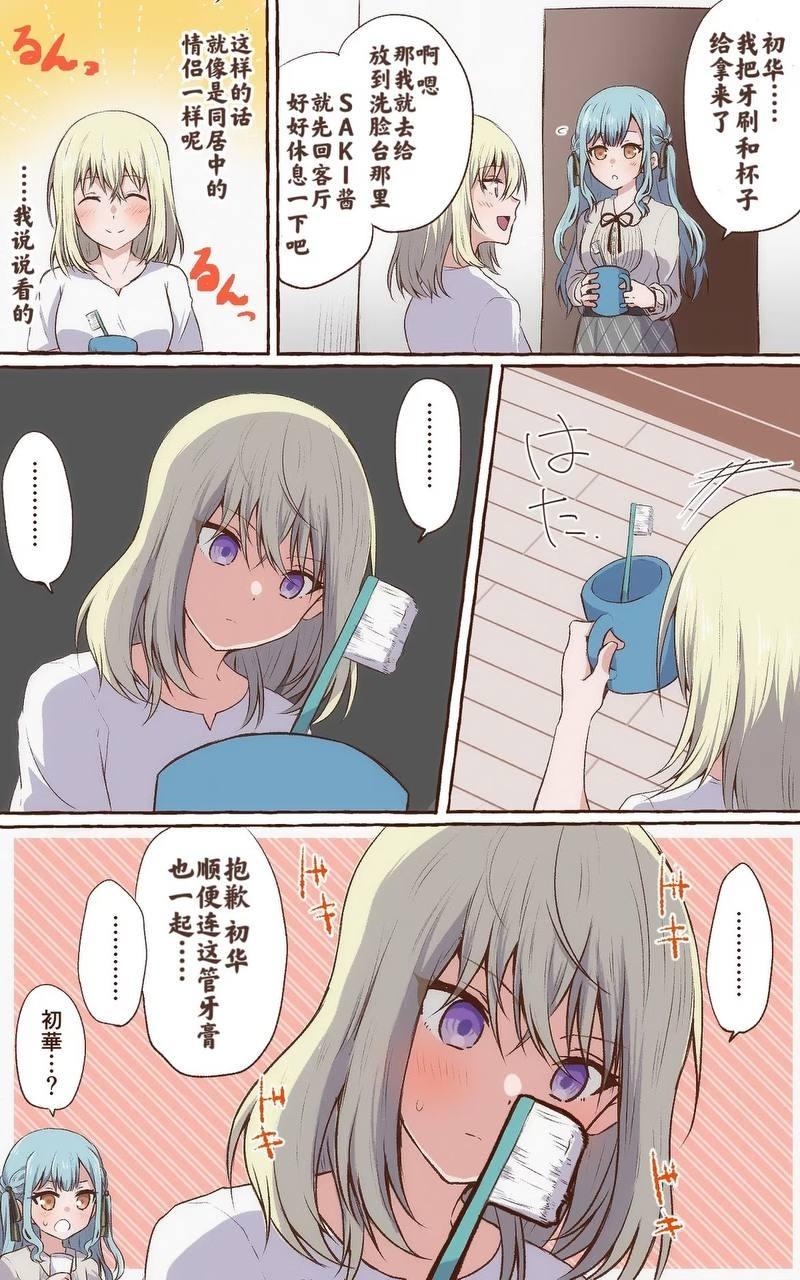 初华……
我把牙刷和杯子
给拿来了
啊嗯
那我就去给
放到洗脸台那里
SAKI酱
就先回客厅
好好休息一下吧
这样的话
就像是同居中的
情侣一样呢
……我说说看的
るんっ
るんっ
はた…
………
………
………
抱歉 初华
顺便连这管牙膏
也一起……
………
初華…?
ドキ
ドキ
ドキ
ドキ